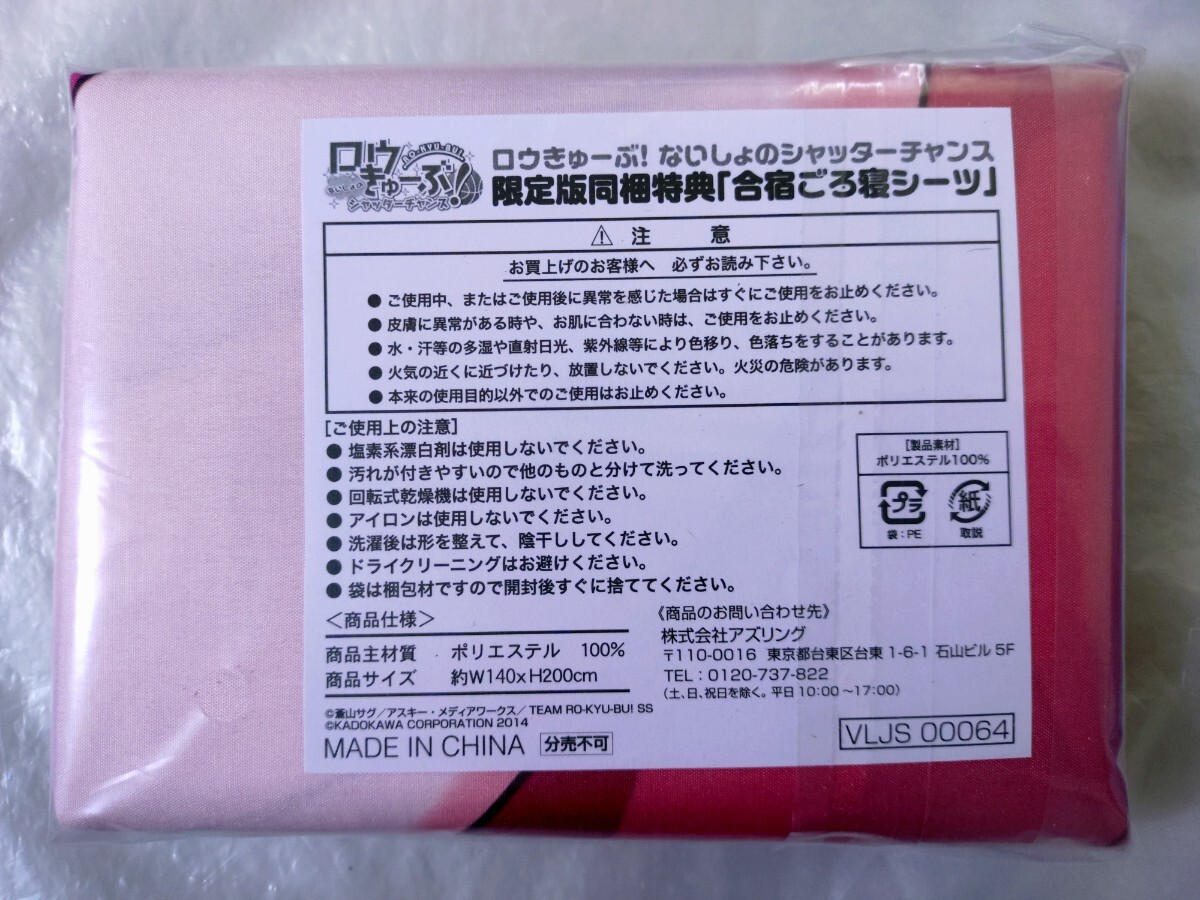 ロウきゅーぶ!
RO-KYU-BU!
ないしょの
シャッターチャンス
ロウきゅーぶ! ないしょのシャッターチャンス
限定版同梱特典「合宿ごろ寝シーツ」
注 意
お買上げのお客様へ 必ずお読み下さい。
● ご使用中、またはご使用後に異常を感じた場合はすぐにご使用をお止めください。
● 皮膚に異常がある時や、お肌に合わない時は、ご使用をお止めください。
● 水・汗等の多湿や直射日光、紫外線等により色移り、色落ちをすることがあります。
● 火気の近くに近づけたり、放置しないでください。火災の危険があります。
● 本来の使用目的以外でのご使用はお止めください。
[ご使用上の注意]
● 塩素系漂白剤は使用しないでください。
● 汚れが付きやすいので他のものと分けて洗ってください。
● 回転式乾燥機は使用しないでください。
● アイロンは使用しないでください。
● 洗濯後は形を整えて、陰干ししてください。
● ドライクリーニングはお避けください。
● 袋は梱包材ですので開封後すぐに捨ててください。
[製品素材]
ポリエステル100%
プラ 紙
袋:PE 取説
<商品仕様>
商品主材質 ポリエステル 100%
商品サイズ 約W140xH200cm
《商品のお問い合わせ先》
株式会社アズリング
〒110-0016 東京都台東区台東 1-6-1 石山ビル 5F
TEL:0120-737-822
(土、日、祝日を除く。平日 10:00~17:00)
©蒼山サグ/アスキー・メディアワークス/ TEAM RO-KYU-BU! SS
©KADOKAWA CORPORATION 2014
MADE IN CHINA 分売不可
VLJS 00064